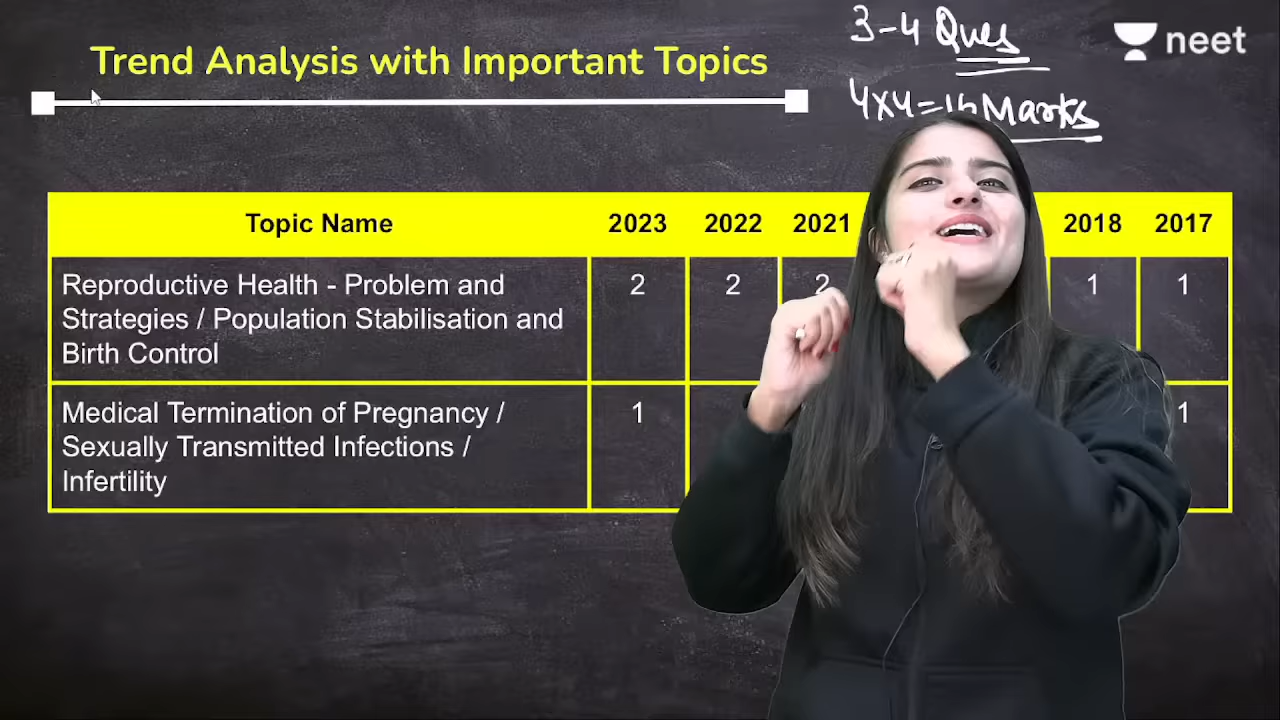 3-4 Ques
neet
Trend Analysis with Important Topics
4x4=16 Marks
Topic Name 2023 2022 2021 2018 2017
Reproductive Health - Problem and 2 2 2 1 1
Strategies / Population Stabilisation and
Birth Control
Medical Termination of Pregnancy / 1 1
Sexually Transmitted Infections /
Infertility